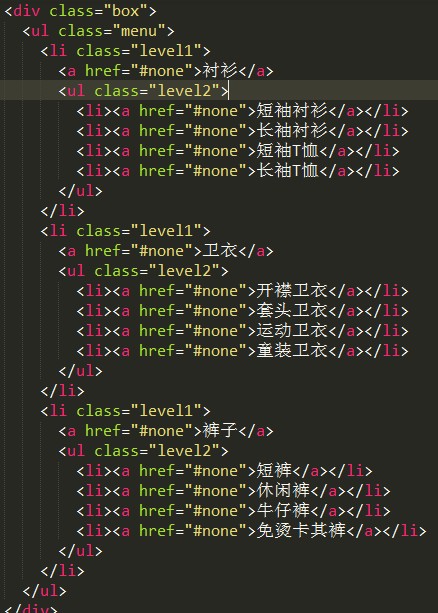 <div class="box">
<ul class="menu">
<li class="level1">
<a href="#none">衬衫</a>
<ul class="level2">
<li><a href="#none">短袖衬衫</a></li>
<li><a href="#none">长袖衬衫</a></li>
<li><a href="#none">短袖T恤</a></li>
<li><a href="#none">长袖T恤</a></li>
</ul>
</li>
<li class="level1">
<a href="#none">卫衣</a>
<ul class="level2">
<li><a href="#none">开襟卫衣</a></li>
<li><a href="#none">套头卫衣</a></li>
<li><a href="#none">运动卫衣</a></li>
<li><a href="#none">童装卫衣</a></li>
</ul>
</li>
<li class="level1">
<a href="#none">裤子</a>
<ul class="level2">
<li><a href="#none">短裤</a></li>
<li><a href="#none">休闲裤</a></li>
<li><a href="#none">牛仔裤</a></li>
<li><a href="#none">免烫卡其裤</a></li>
</ul>
</li>
</ul>
</div>